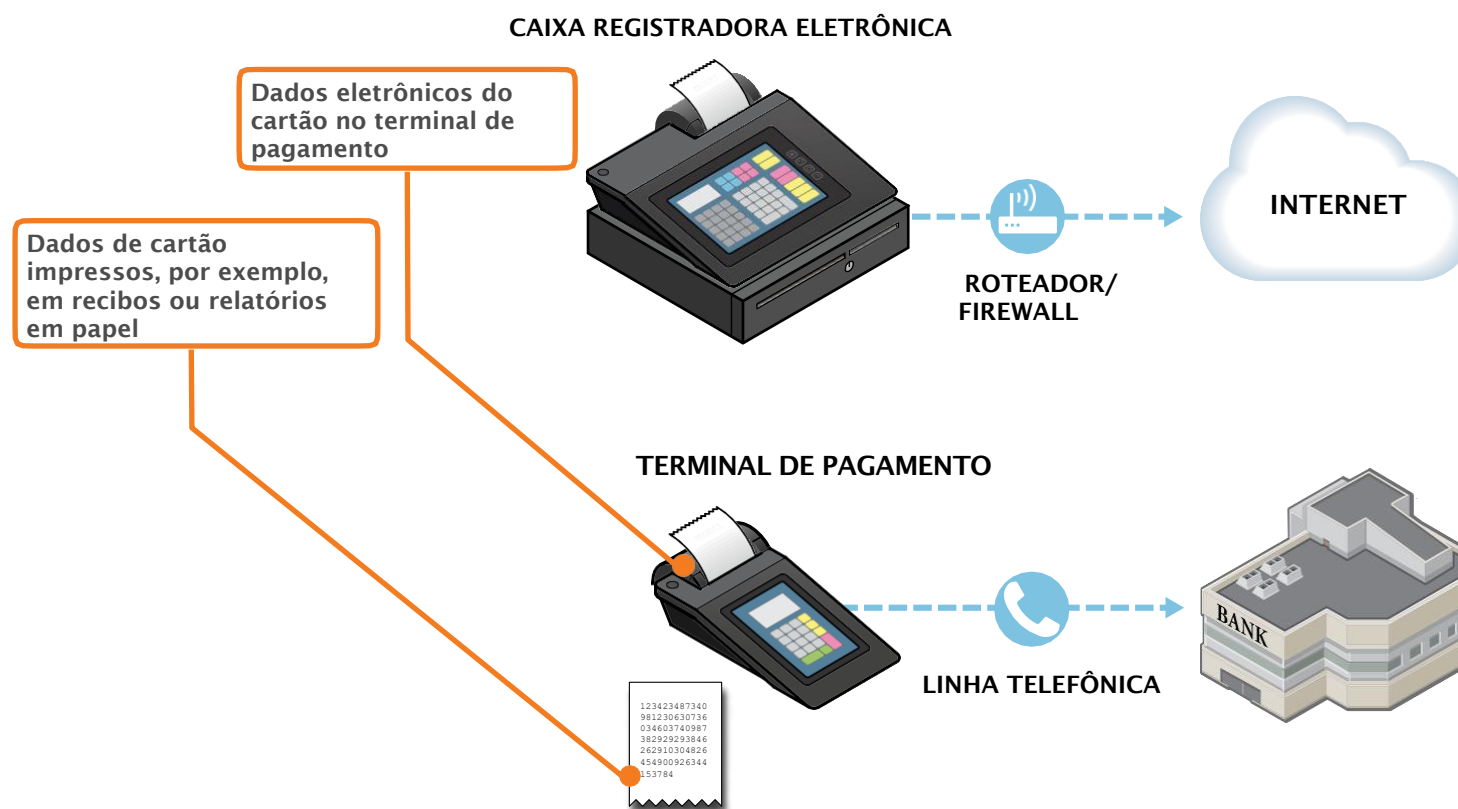 CAIXA REGISTRADORA ELETRÔNICA
Dados eletrônicos do
cartão no terminal de
pagamento
Dados de cartão
impressos, por exemplo,
em recibos ou relatórios
em papel
INTERNET
ROTEADOR/
FIREWALL
TERMINAL DE PAGAMENTO
BANK
LINHA TELEFÔNICA
123423487340
981230630736
034603740987
382929293846
262910304826
454900926344
153784